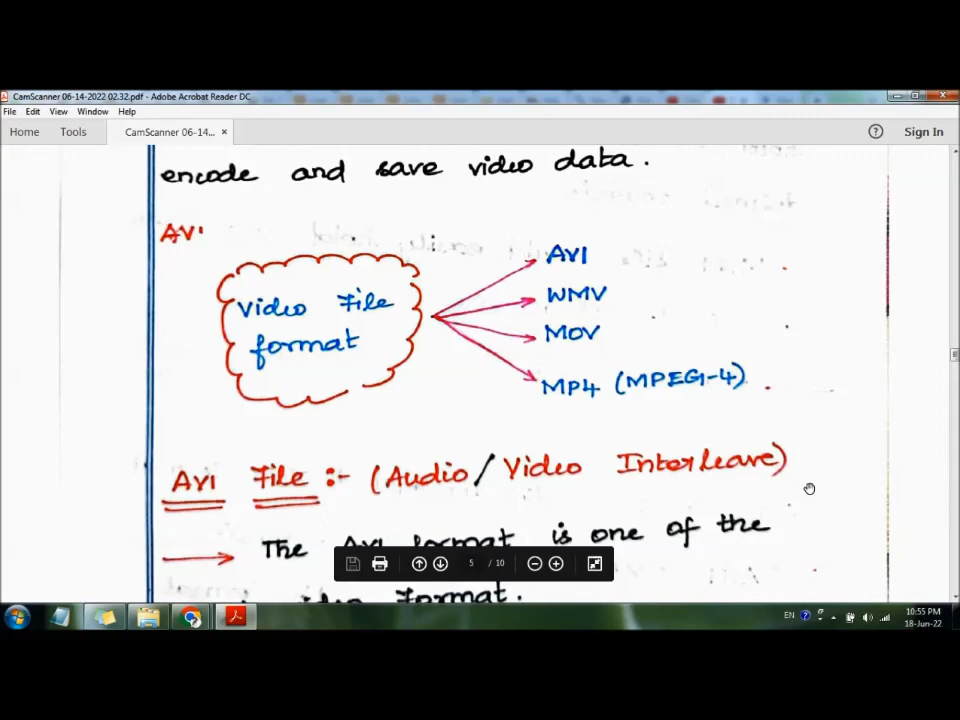 CamScanner 06-14-2022 02.32.pdf - Adobe Acrobat Reader DC
File Edit View Window Help
Home Tools CamScanner 06-14... × Sign In
encode and save video data.
AVI
Video File
format
AVI
WMV
MOV
MP4 (MPEG-4)
AVI File :- (Audio/Video Interleave)
The AVI format is one of the
5 / 10
video format.
EN
10:55 PM
18-Jun-22